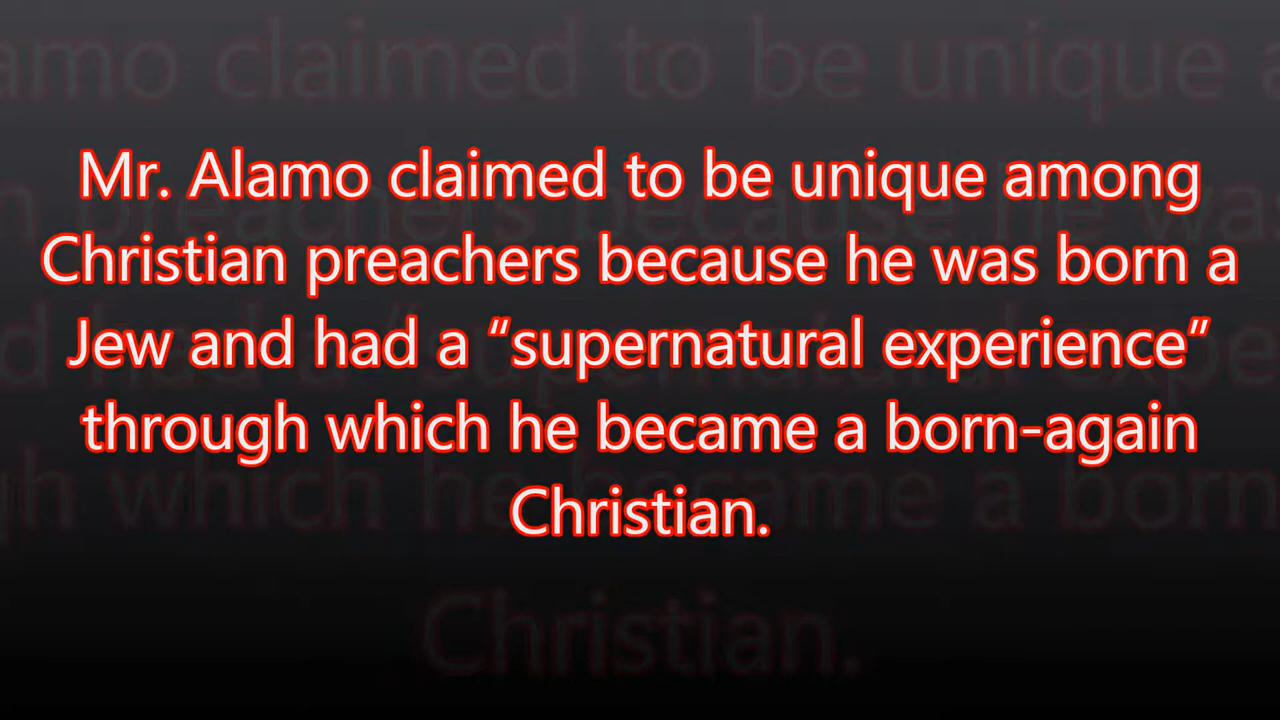 Mr. Alamo claimed to be unique among
Christian preachers because he was born a
Jew and had a “supernatural experience”
through which he became a born-again
Christian.